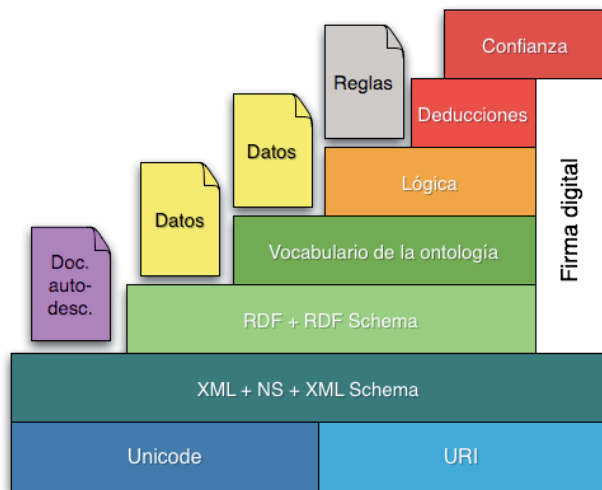 Confianza
Reglas
Deducciones
Datos
Lógica
Datos
Vocabulario de la ontología
Firma digital
Doc.
auto-
desc.
RDF + RDF Schema
XML + NS + XML Schema
Unicode
URI